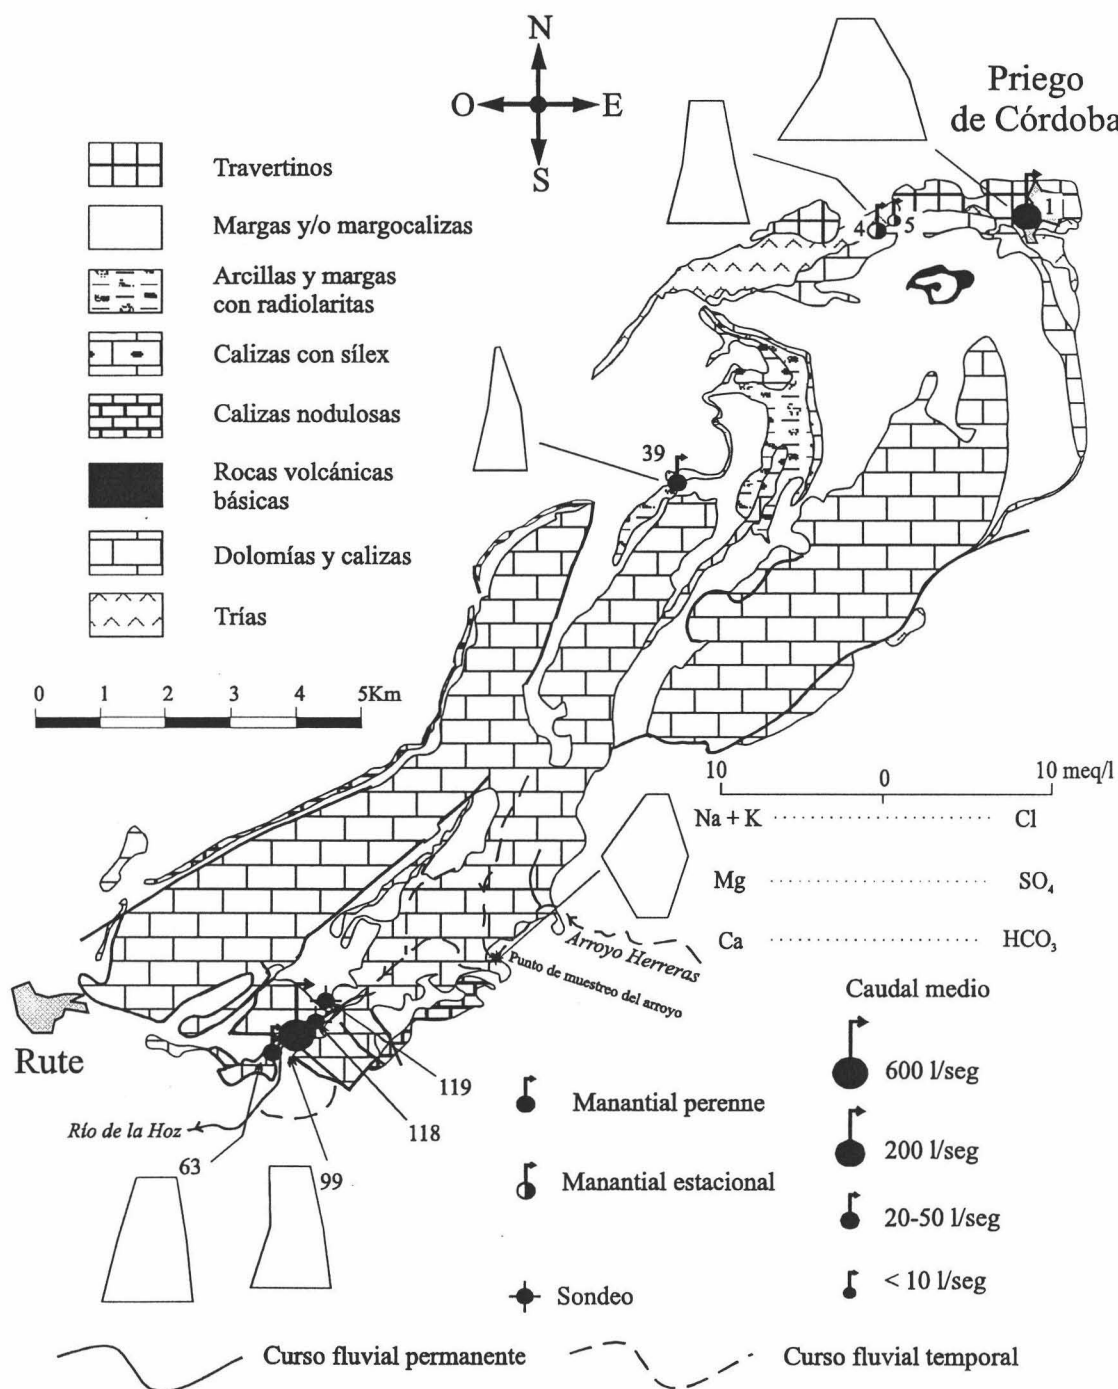 N
O
E
S
Priego
de Córdoba
Travertinos
Margas y/o margocalizas
Arcillas y margas
con radiolaritas
Calizas con sílex
Calizas nodulosas
Rocas volcánicas
básicas
Dolomías y calizas
Trías
1
4
5
39
0 1 2 3 4 5Km
10 0 10 meq/l
Na + K Cl
Mg SO₄
Ca HCO₃
Arroyo Herreras
Punto de muestreo del arroyo
Rute
Río de la Hoz
63
99
118
119
Manantial perenne
Manantial estacional
Sondeo
Caudal medio
600 l/seg
200 l/seg
20-50 l/seg
< 10 l/seg
Curso fluvial permanente
Curso fluvial temporal